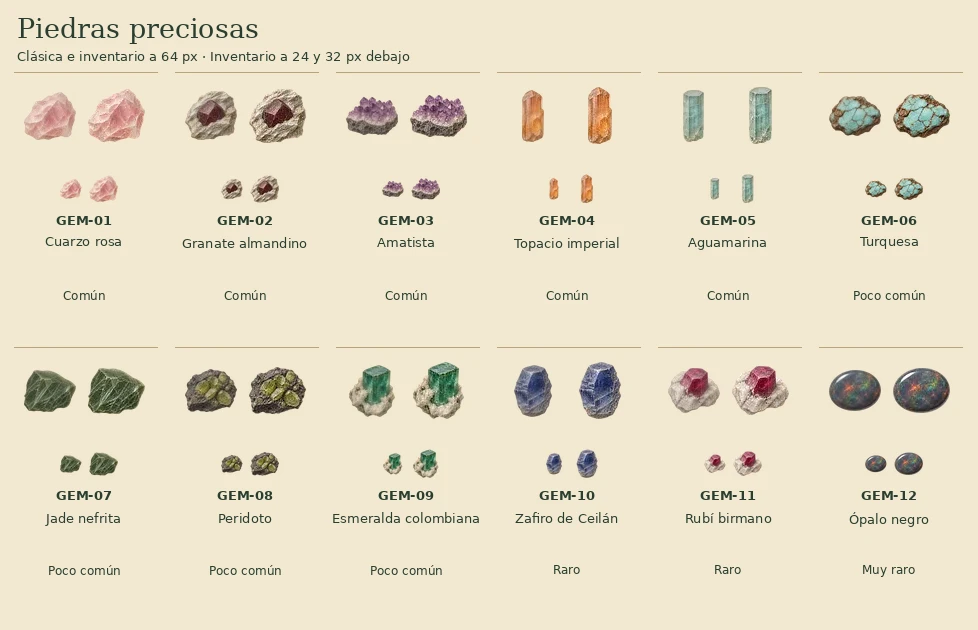 Piedras preciosas
Clásica e inventario a 64 px · Inventario a 24 y 32 px debajo
GEM-01
Cuarzo rosa
Común
GEM-02
Granate almandino
Común
GEM-03
Amatista
Común
GEM-04
Topacio imperial
Común
GEM-05
Aguamarina
Común
GEM-06
Turquesa
Poco común
GEM-07
Jade nefrita
Poco común
GEM-08
Peridoto
Poco común
GEM-09
Esmeralda colombiana
Poco común
GEM-10
Zafiro de Ceilán
Raro
GEM-11
Rubí birmano
Raro
GEM-12
Ópalo negro
Muy raro